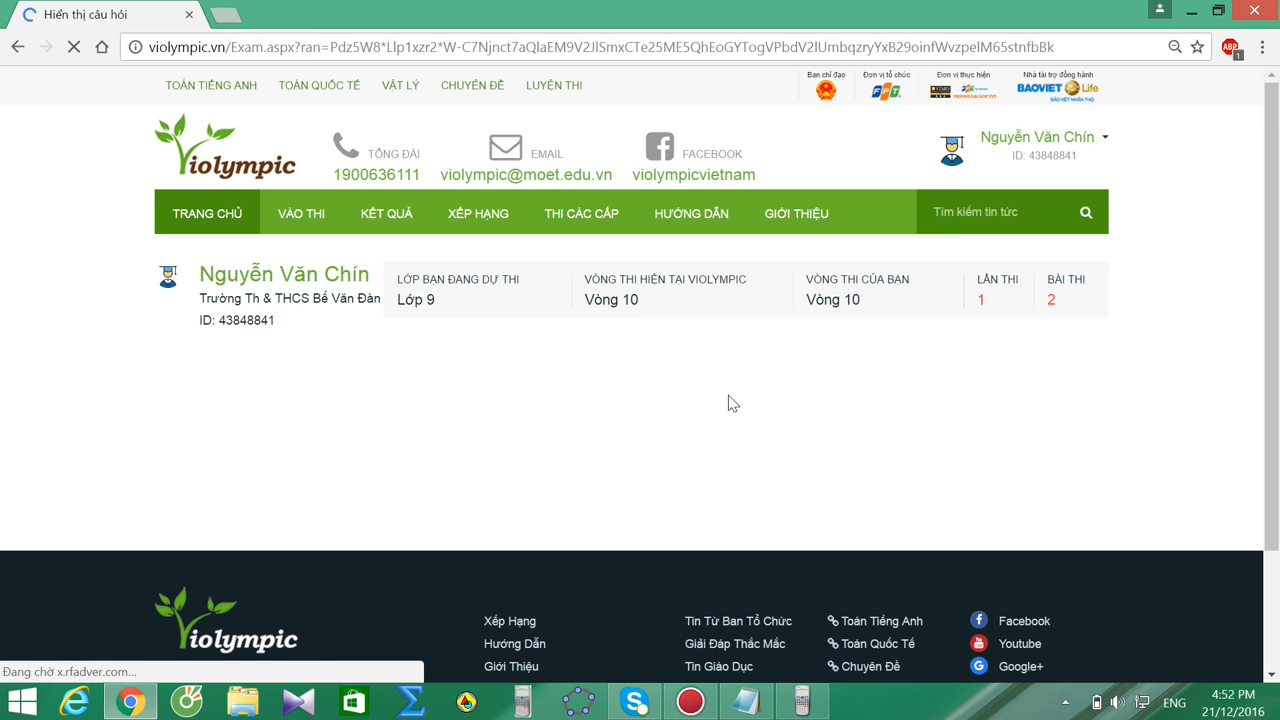 Hiển thị câu hỏi
violympic.vn/Exam.aspx?ran=Pdz5W8*Llp1xzr2*W-C7Njnct7aQlaEM9V2JlSmxCTe25ME5QhEoGYTogVPbdV2lUmbqzryYxB29oinfWvzpelM65stnfbBk
ABP
1
TOÁN TIẾNG ANH TOÁN QUỐC TẾ VẬT LÝ CHUYÊN ĐỀ LUYỆN THI
Ban chỉ đạo Đơn vị tổ chức Đơn vị thực hiện Nhà tài trợ đồng hành
FPT BAOVIET Life
BẢO VIỆT NHÂN THỌ
Violympic
TỔNG ĐÀI EMAIL FACEBOOK
1900636111 violympic@moet.edu.vn violympicvietnam
Nguyễn Văn Chín
ID: 43848841
TRANG CHỦ VÀO THI KẾT QUẢ XẾP HẠNG THI CÁC CẤP HƯỚNG DẪN GIỚI THIỆU Tìm kiếm tin tức
Nguyễn Văn Chín
Trường Th & THCS Bế Văn Đàn
ID: 43848841
LỚP BẠN ĐANG DỰ THI VÒNG THI HIỆN TẠI VIOLYMPIC VÒNG THI CỦA BẠN LẦN THI BÀI THI
Lớp 9 Vòng 10 Vòng 10 1 2
Violympic
Xếp Hạng Tin Từ Ban Tổ Chức Toán Tiếng Anh Facebook
Hướng Dẫn Giải Đáp Thắc Mắc Toán Quốc Tế Youtube
Giới Thiệu Tin Giáo Dục Chuyên Đề Google+
Đang chờ x.rfadver.com...
ENG
4:52 PM
21/12/2016